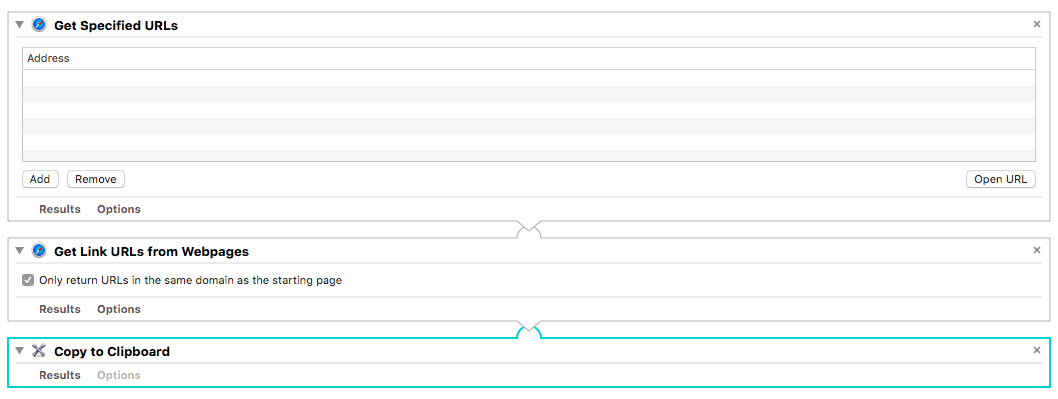 Get Specified URLs
Address
Add Remove Open URL
Results Options
Get Link URLs from Webpages
Only return URLs in the same domain as the starting page
Results Options
Copy to Clipboard
Results Options